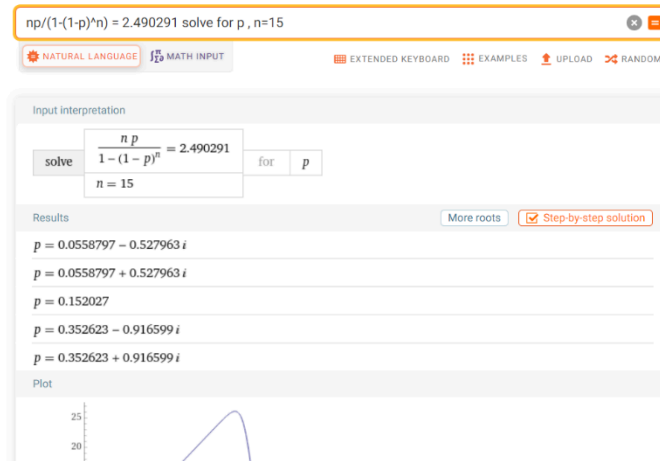 np/(1-(1-p)^n) = 2.490291 solve for p , n=15
NATURAL LANGUAGE
∫Σ∂π MATH INPUT
EXTENDED KEYBOARD
EXAMPLES
UPLOAD
RANDOM
Input interpretation
solve
n p / 1 − (1 − p)^n = 2.490291
n = 15
for
p
Results
More roots
Step-by-step solution
p = 0.0558797 − 0.527963 i
p = 0.0558797 + 0.527963 i
p = 0.152027
p = 0.352623 − 0.916599 i
p = 0.352623 + 0.916599 i
Plot
25
20